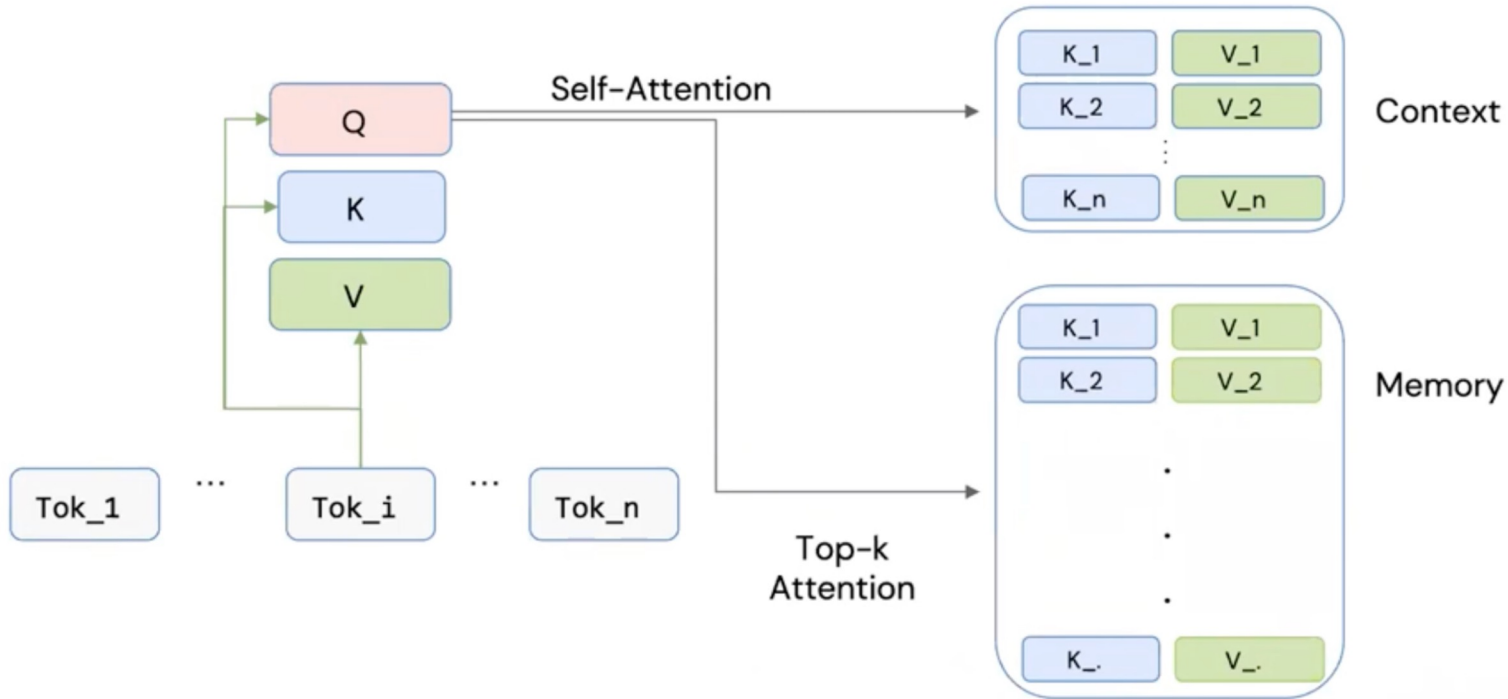 Self-Attention
Q
K
V
Tok_1
...
Tok_i
...
Tok_n
Top-k
Attention
K_1 V_1
K_2 V_2
K_n V_n
Context
K_1 V_1
K_2 V_2
K_. V_.
Memory